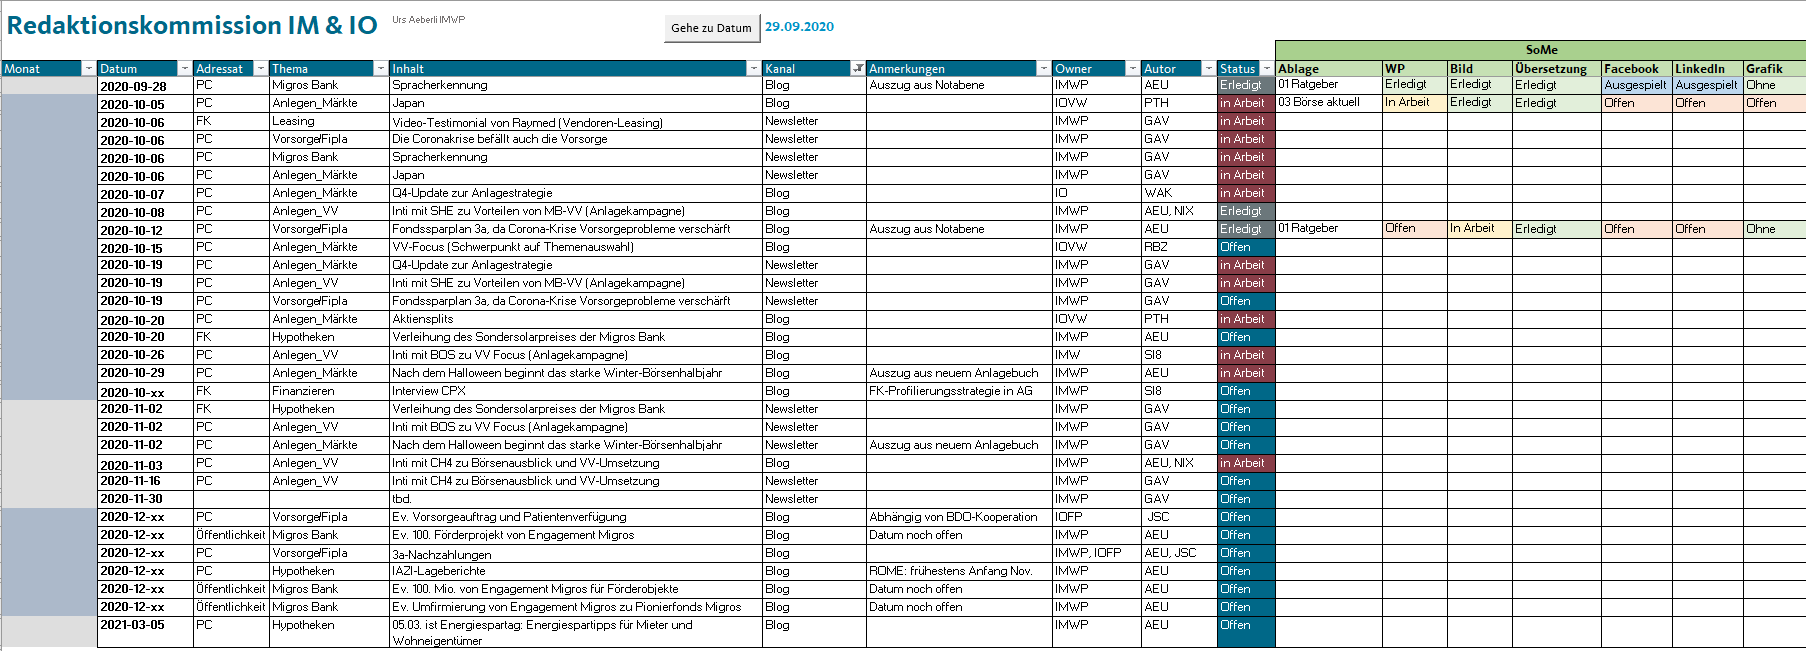 Redaktionskommission IM & IO Urs Aeberli IMWP Gehe zu Datum 29.09.2020
SoMe
Monat Datum Adressat Thema Inhalt Kanal Anmerkungen Owner Autor Status Ablage WP Bild Übersetzung Facebook LinkedIn Grafik
2020-09-28 PC Migros Bank Spracherkennung Blog Auszug aus Notabene IMWP AEU Erledigt 01 Ratgeber Erledigt Erledigt Erledigt Ausgespielt Ausgespielt Ohne
2020-10-05 PC Anlegen_Märkte Japan Blog IOVW PTH in Arbeit 03 Börse aktuell In Arbeit Erledigt Erledigt Offen Offen Offen
2020-10-06 FK Leasing Video-Testimonial von Raymed (Vendoren-Leasing) Newsletter IMWP GAV in Arbeit
2020-10-06 PC Vorsorge/Fipla Die Coronakrise befällt auch die Vorsorge Newsletter IMWP GAV in Arbeit
2020-10-06 PC Migros Bank Spracherkennung Newsletter IMWP GAV in Arbeit
2020-10-06 PC Anlegen_Märkte Japan Newsletter IMWP GAV in Arbeit
2020-10-07 PC Anlegen_Märkte Q4-Update zur Anlagestrategie Blog IO WAK in Arbeit
2020-10-08 PC Anlegen_VV Inti mit SHE zu Vorteilen von MB-VV (Anlagekampagne) Blog IMWP AEU, NIX Erledigt
2020-10-12 PC Vorsorge/Fipla Fondssparplan 3a, da Corona-Krise Vorsorgeprobleme verschärft Blog Auszug aus Notabene IMWP AEU Erledigt 01 Ratgeber Offen In Arbeit Erledigt Offen Offen Ohne
2020-10-15 PC Anlegen_Märkte VV-Focus (Schwerpunkt auf Themenauswahl) Blog IOVW RBZ Offen
2020-10-19 PC Anlegen_Märkte Q4-Update zur Anlagestrategie Newsletter IMWP GAV in Arbeit
2020-10-19 PC Anlegen_VV Inti mit SHE zu Vorteilen von MB-VV (Anlagekampagne) Newsletter IMWP GAV in Arbeit
2020-10-19 PC Vorsorge/Fipla Fondssparplan 3a, da Corona-Krise Vorsorgeprobleme verschärft Newsletter IMWP GAV Offen
2020-10-20 PC Anlegen_Märkte Aktiensplits Blog IOVW PTH in Arbeit
2020-10-20 FK Hypotheken Verleihung des Sondersolarpreises der Migros Bank Blog IMWP AEU Offen
2020-10-26 PC Anlegen_VV Inti mit BOS zu VV Focus (Anlagekampagne) Blog IMW SI8 in Arbeit
2020-10-29 PC Anlegen_Märkte Nach dem Halloween beginnt das starke Winter-Börsenhalbjahr Blog Auszug aus neuem Anlagebuch IMWP AEU in Arbeit
2020-10-xx FK Finanzieren Interview CPX Blog FK-Profilierungsstrategie in AG IMWP SI8 Offen
2020-11-02 FK Hypotheken Verleihung des Sondersolarpreises der Migros Bank Newsletter IMWP GAV Offen
2020-11-02 PC Anlegen_VV Inti mit BOS zu VV Focus (Anlagekampagne) Newsletter IMWP GAV Offen
2020-11-02 PC Anlegen_Märkte Nach dem Halloween beginnt das starke Winter-Börsenhalbjahr Newsletter Auszug aus neuem Anlagebuch IMWP GAV Offen
2020-11-03 PC Anlegen_VV Inti mit CH4 zu Börsenausblick und VV-Umsetzung Blog IMWP AEU, NIX in Arbeit
2020-11-16 PC Anlegen_VV Inti mit CH4 zu Börsenausblick und VV-Umsetzung Newsletter IMWP GAV Offen
2020-11-30 tbd. Newsletter IMWP GAV Offen
2020-12-xx PC Vorsorge/Fipla Ev. Vorsorgeauftrag und Patientenverfügung Blog Abhängig von BDO-Kooperation IOFP JSC Offen
2020-12-xx Öffentlichkeit Migros Bank Ev. 100. Förderprojekt von Engagement Migros Blog Datum noch offen IMWP AEU Offen
2020-12-xx PC Vorsorge/Fipla 3a-Nachzahlungen Blog IMWP, IOFP AEU, JSC Offen
2020-12-xx PC Hypotheken IAZI-Lageberichte Blog ROME: frühestens Anfang Nov. IMWP AEU Offen
2020-12-xx Öffentlichkeit Migros Bank Ev. 100. Mio. von Engagement Migros für Förderobjekte Blog Datum noch offen IMWP AEU Offen
2020-12-xx Öffentlichkeit Migros Bank Ev. Umfirmierung von Engagement Migros zu Pionierfonds Migros Blog Datum noch offen IMWP AEU Offen
2021-03-05 PC Hypotheken 05.03. ist Energiespartag: Energiespartipps für Mieter und Blog IMWP AEU Offen
Wohneigentümer